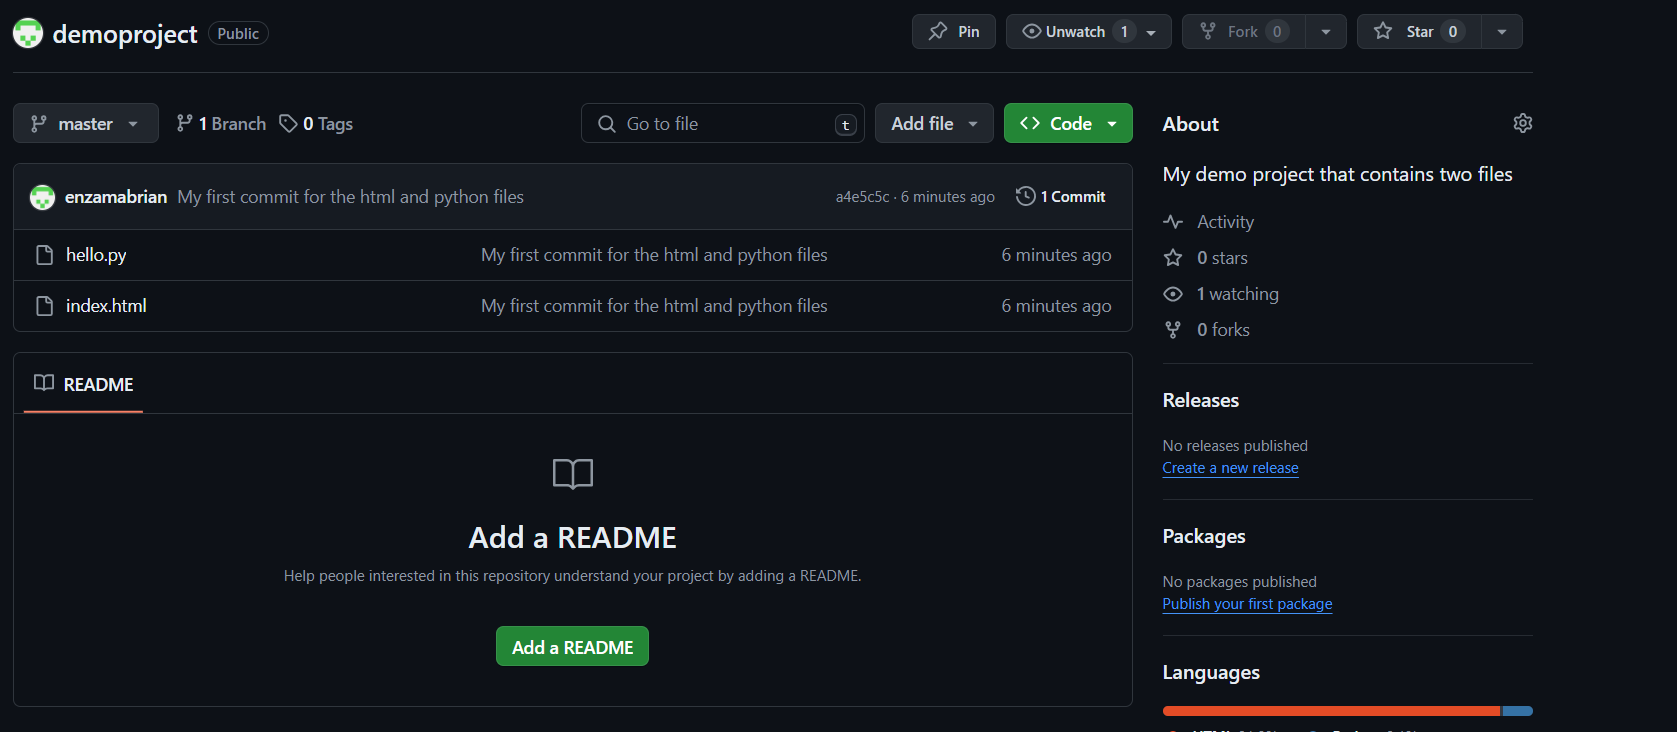 demoproject Public Pin Unwatch 1 Fork 0 Star 0
master 1 Branch 0 Tags Go to file t Add file Code
enzamabrian My first commit for the html and python files a4e5c5c · 6 minutes ago 1 Commit
hello.py My first commit for the html and python files 6 minutes ago
index.html My first commit for the html and python files 6 minutes ago
README
Add a README
Help people interested in this repository understand your project by adding a README.
Add a README
About
My demo project that contains two files
Activity
0 stars
1 watching
0 forks
Releases
No releases published
Create a new release
Packages
No packages published
Publish your first package
Languages